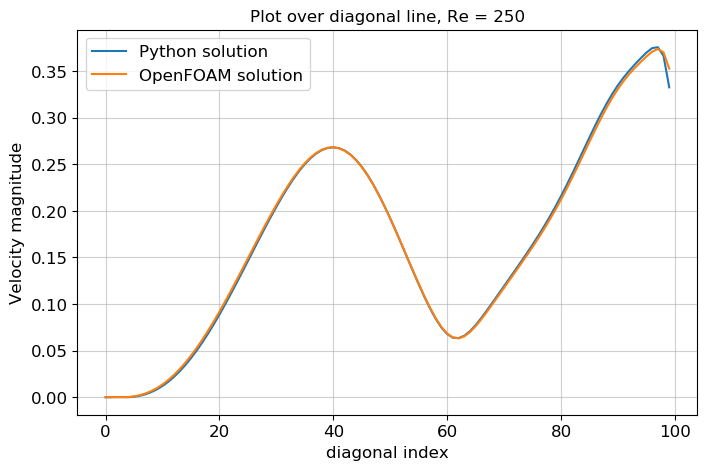 Plot over diagonal line, Re = 250
Python solution
OpenFOAM solution
Velocity magnitude
0.35
0.30
0.25
0.20
0.15
0.10
0.05
0.00
0 20 40 60 80 100
diagonal index